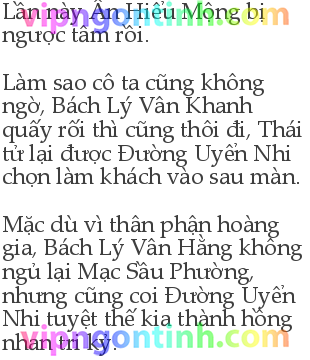 Lần này Ân Hiểu Mộng bị
ngược tâm rồi.
Làm sao cô ta cũng không
ngờ, Bách Lý Vân Khanh
quấy rối thì cũng thôi đi, Thái
tử lại được Đường Uyển Nhi
chọn làm khách vào sau màn.
Mặc dù vì thân phận hoàng
gia, Bách Lý Vân Hằng không
ngủ lại Mạc Sầu Phường,
nhưng cũng coi Đường Uyển
Nhi tuyệt thế kia thành hồng
nhan tri kỷ.
vipngontinh.com
vipngontinh.com
vipngontinh.com